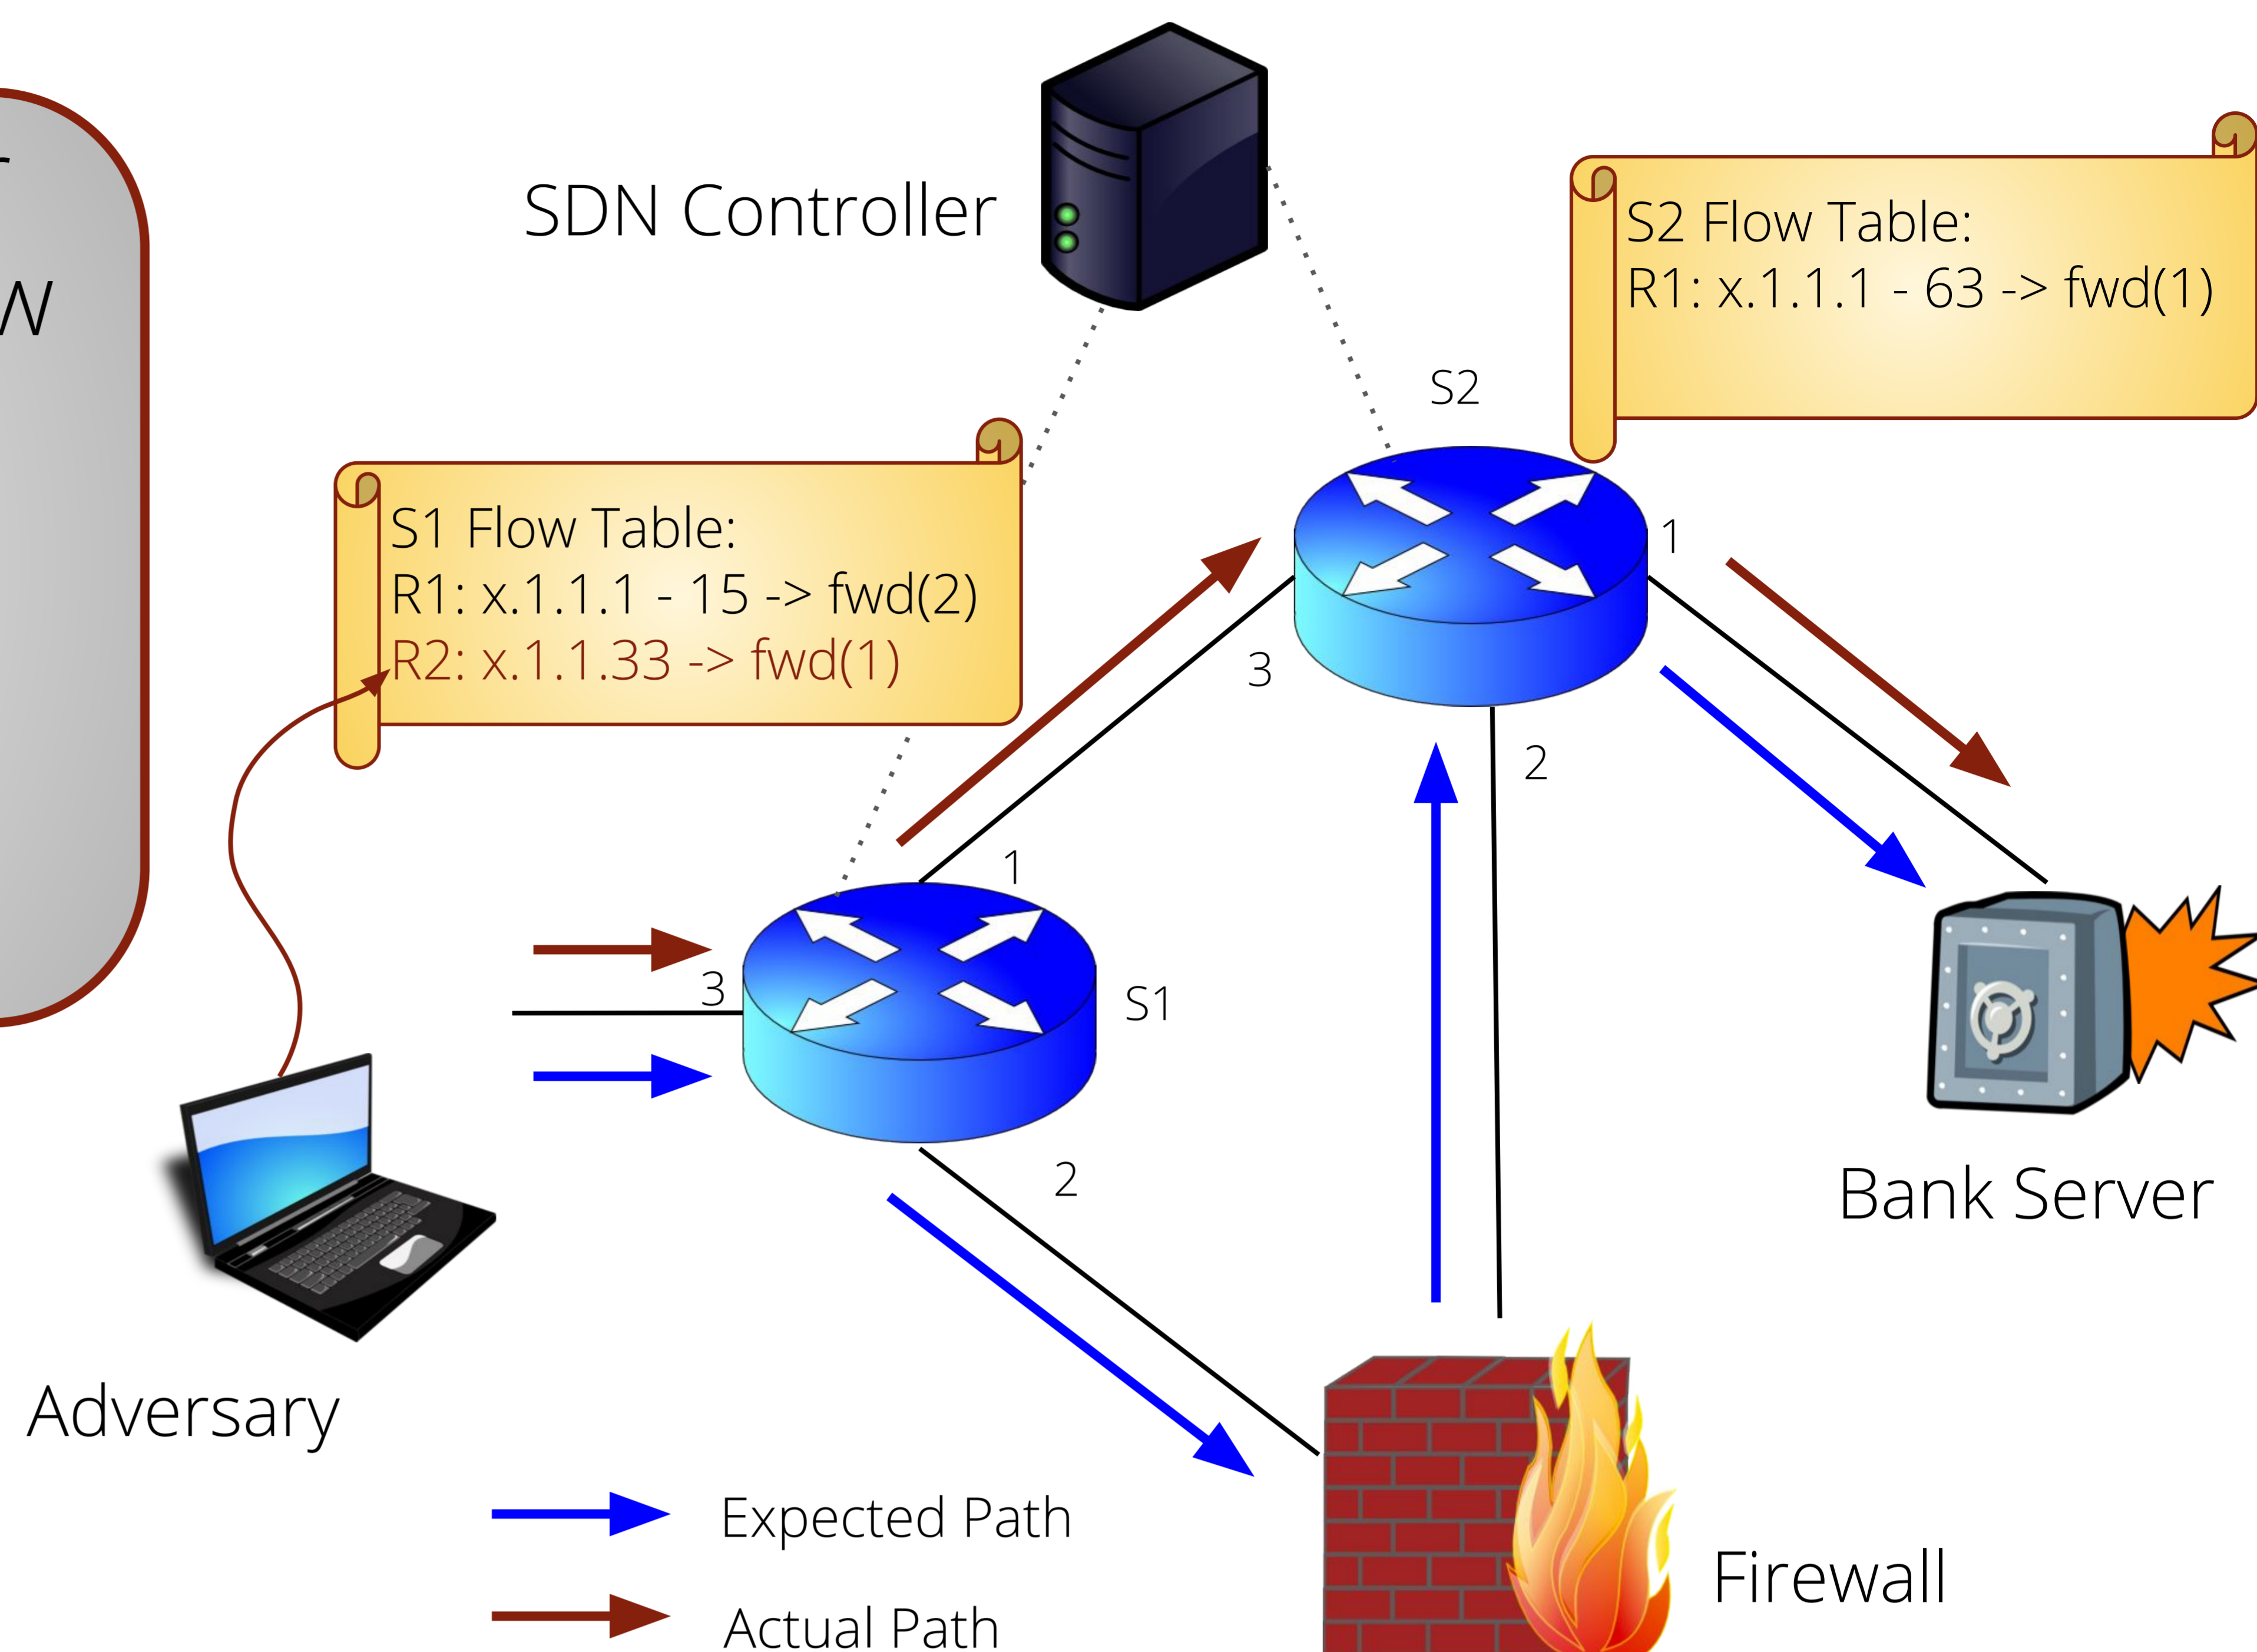 SDN Controller
S2 Flow Table:
R1: x.1.1.1 - 63 -> fwd(1)
S2
S1 Flow Table:
R1: x.1.1.1 - 15 -> fwd(2)
R2: x.1.1.33 -> fwd(1)
1
3
2
1
3
S1
2
Bank Server
Adversary
Expected Path
Actual Path
Firewall